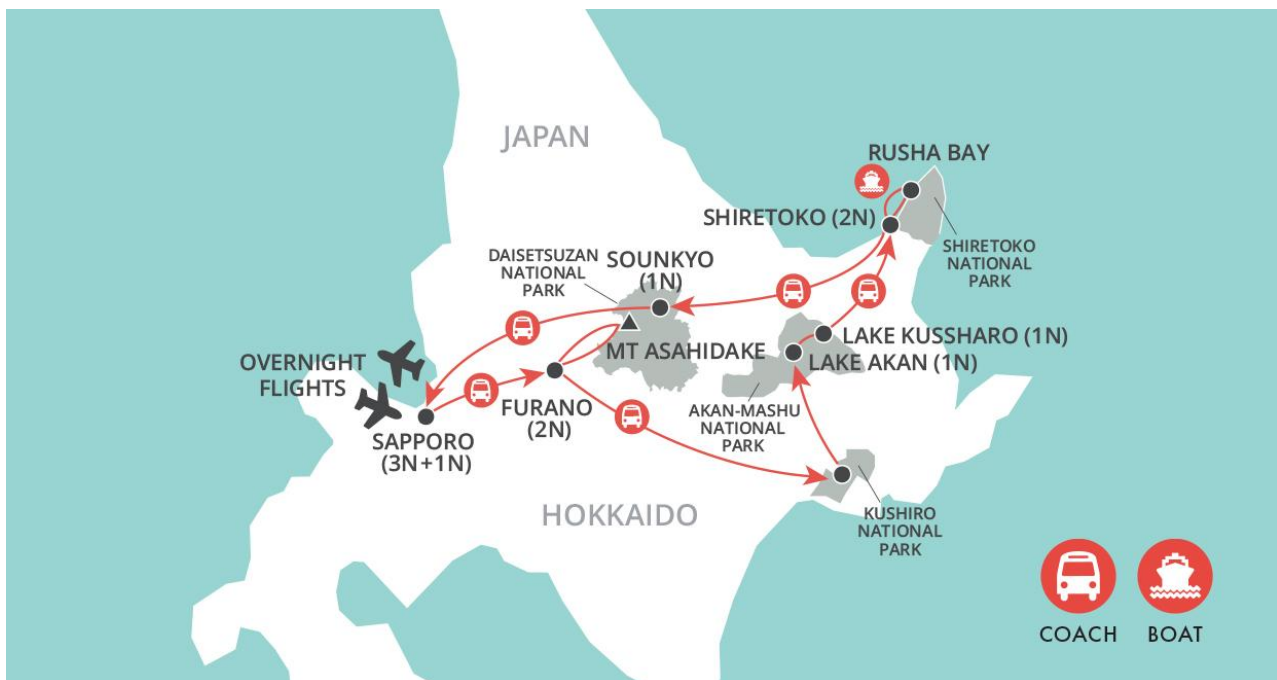 JAPAN
RUSHA BAY
SHIRETOKO (2N)
SHIRETOKO
NATIONAL
PARK
DAISETSUZAN
NATIONAL
PARK
SOUNKYO
(1N)
MT ASAHIDAKE
LAKE KUSSHARO (1N)
LAKE AKAN (1N)
OVERNIGHT
FLIGHTS
FURANO
(2N)
AKAN-MASHU
NATIONAL
PARK
SAPPORO
(3N+1N)
HOKKAIDO
KUSHIRO
NATIONAL
PARK
COACH
BOAT